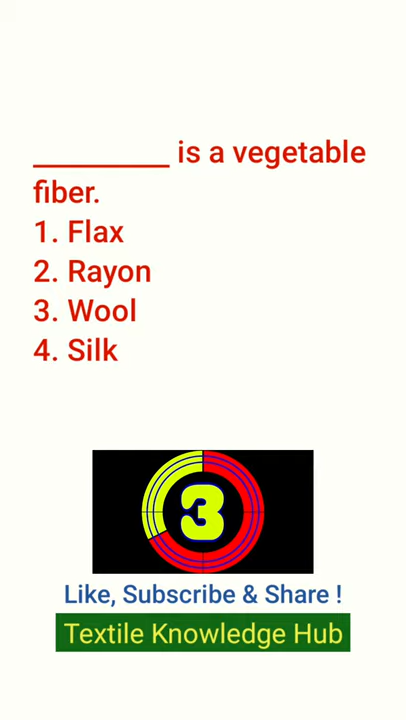 _________ is a vegetable
fiber.
1. Flax
2. Rayon
3. Wool
4. Silk
3
Like, Subscribe & Share !
Textile Knowledge Hub